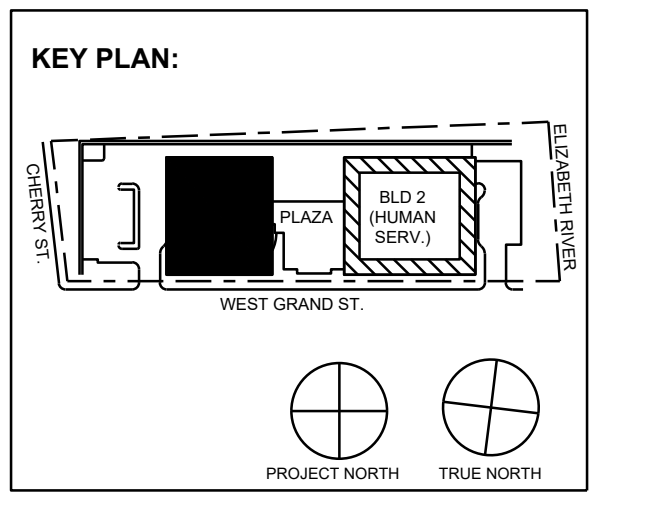 KEY PLAN:
CHERRY ST.
PLAZA
BLD 2
(HUMAN
SERV.)
ELIZABETH RIVER
WEST GRAND ST.
PROJECT NORTH
TRUE NORTH